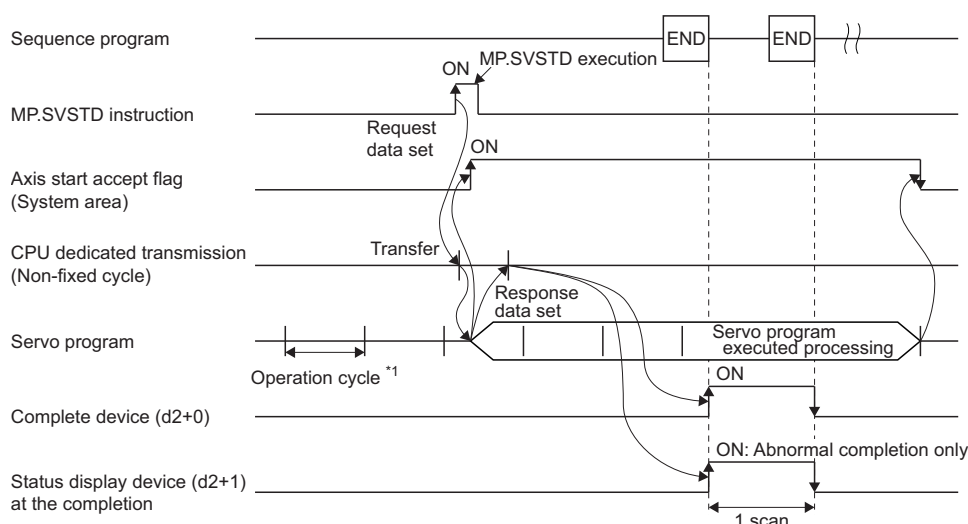 Sequence program
END
END
MP.SVSTD execution
ON
MP.SVSTD instruction
Request
data set
ON
Axis start accept flag
(System area)
CPU dedicated transmission
(Non-fixed cycle)
Transfer
Response
data set
Servo program
Servo program
executed processing
Operation cycle *1
ON
Complete device (d2+0)
ON: Abnormal completion only
Status display device (d2+1)
at the completion
1 scan